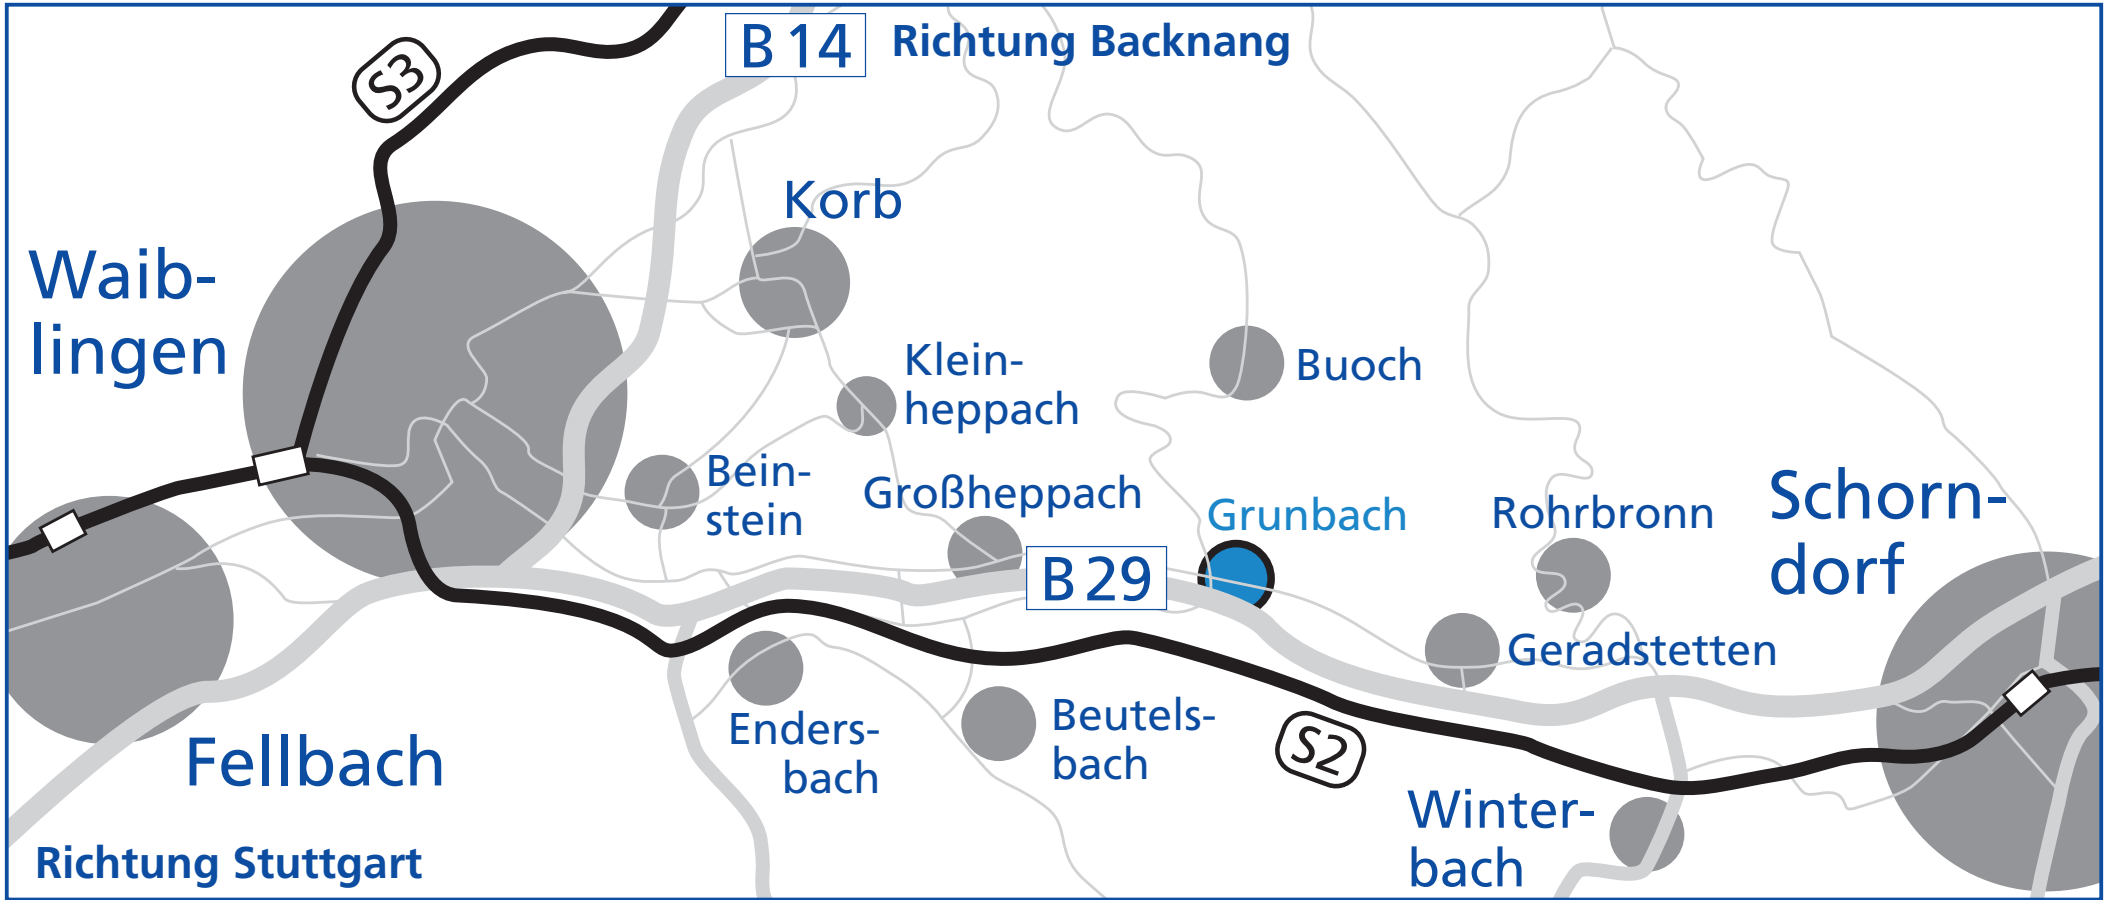 B 14
Richtung Backnang
S3
Korb
Waib-
lingen
Klein-
heppach
Buoch
Bein-
stein
Großheppach
Grunbach
Rohrbronn
Schorn-
dorf
B 29
Geradstetten
Enders-
bach
Beutels-
bach
S2
Fellbach
Winter-
bach
Richtung Stuttgart